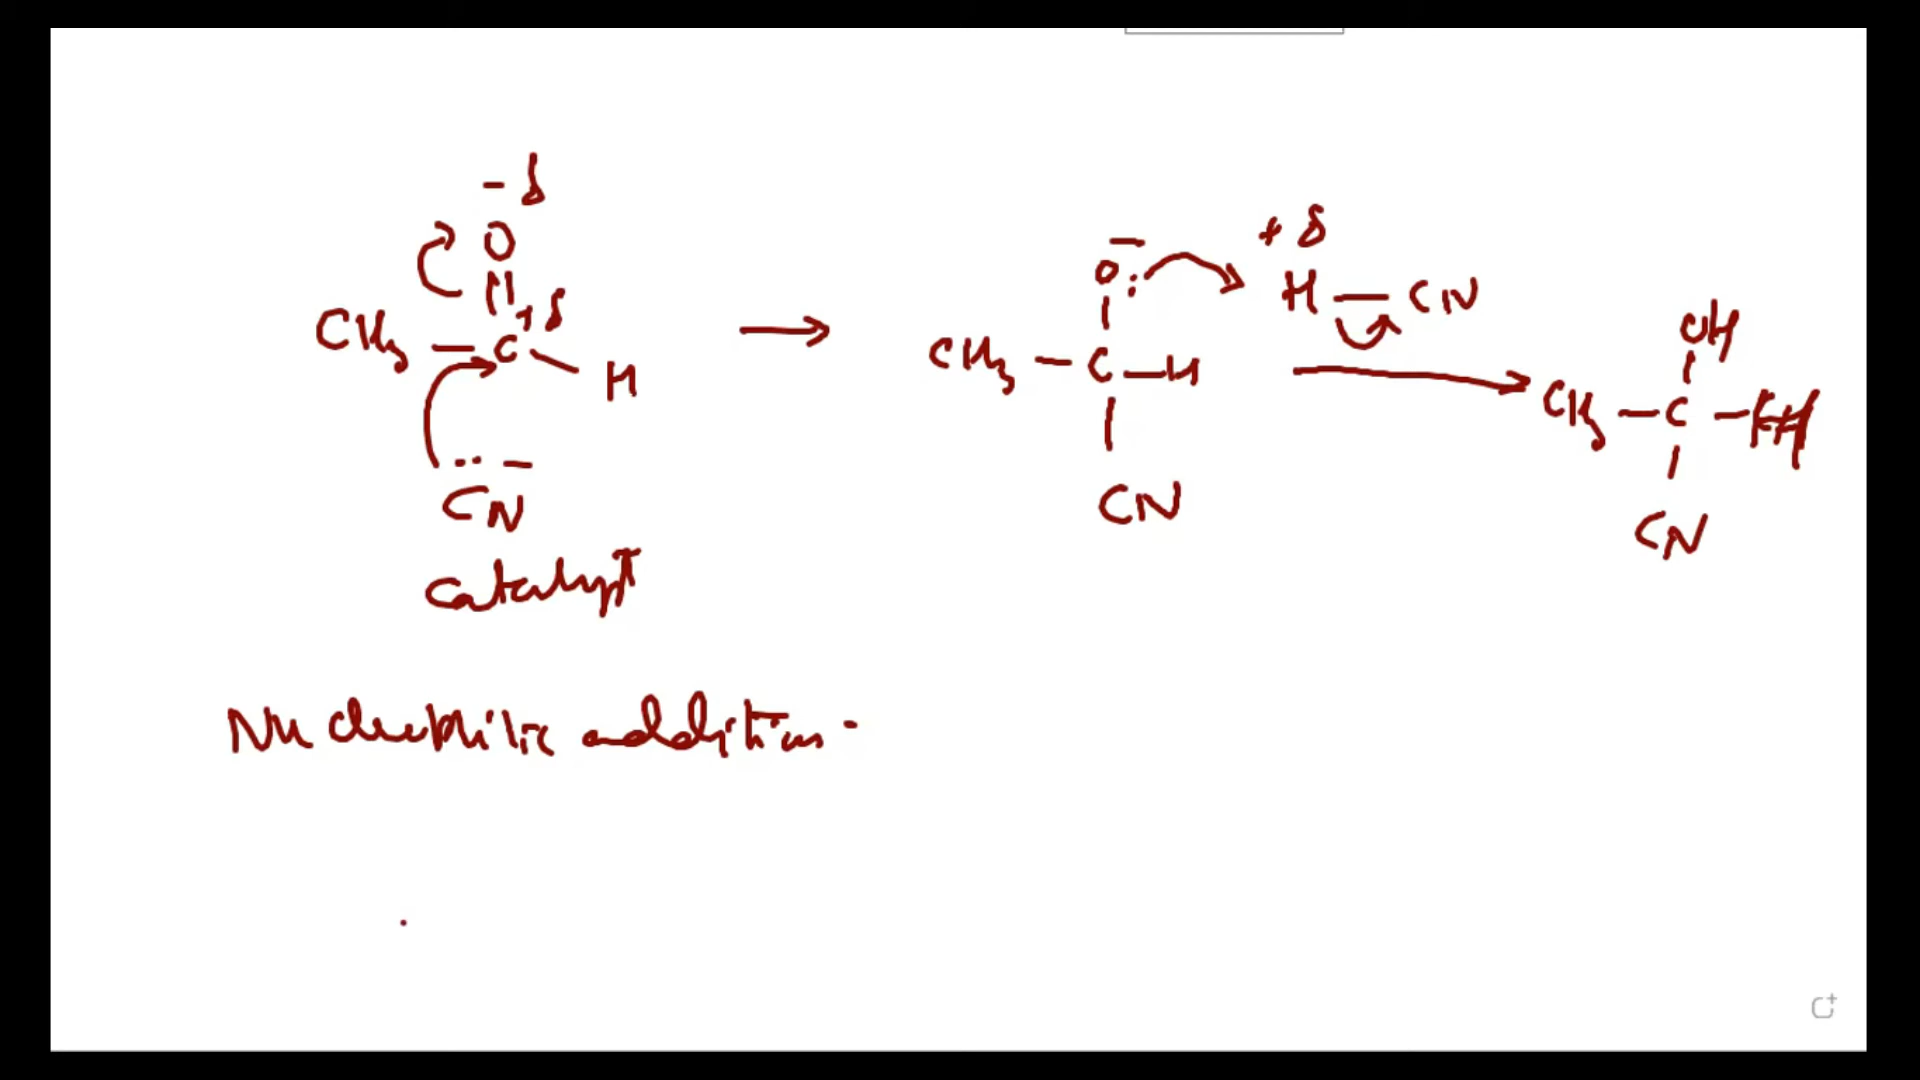 - δ
O
||
+ δ
CH3 - C - H
.. -
CN
catalyst
-
O :
|
CH3 - C - H
|
CN
+ δ
H - CN
OH
|
CH3 - C -
|
CN
Nucleophilic addition .